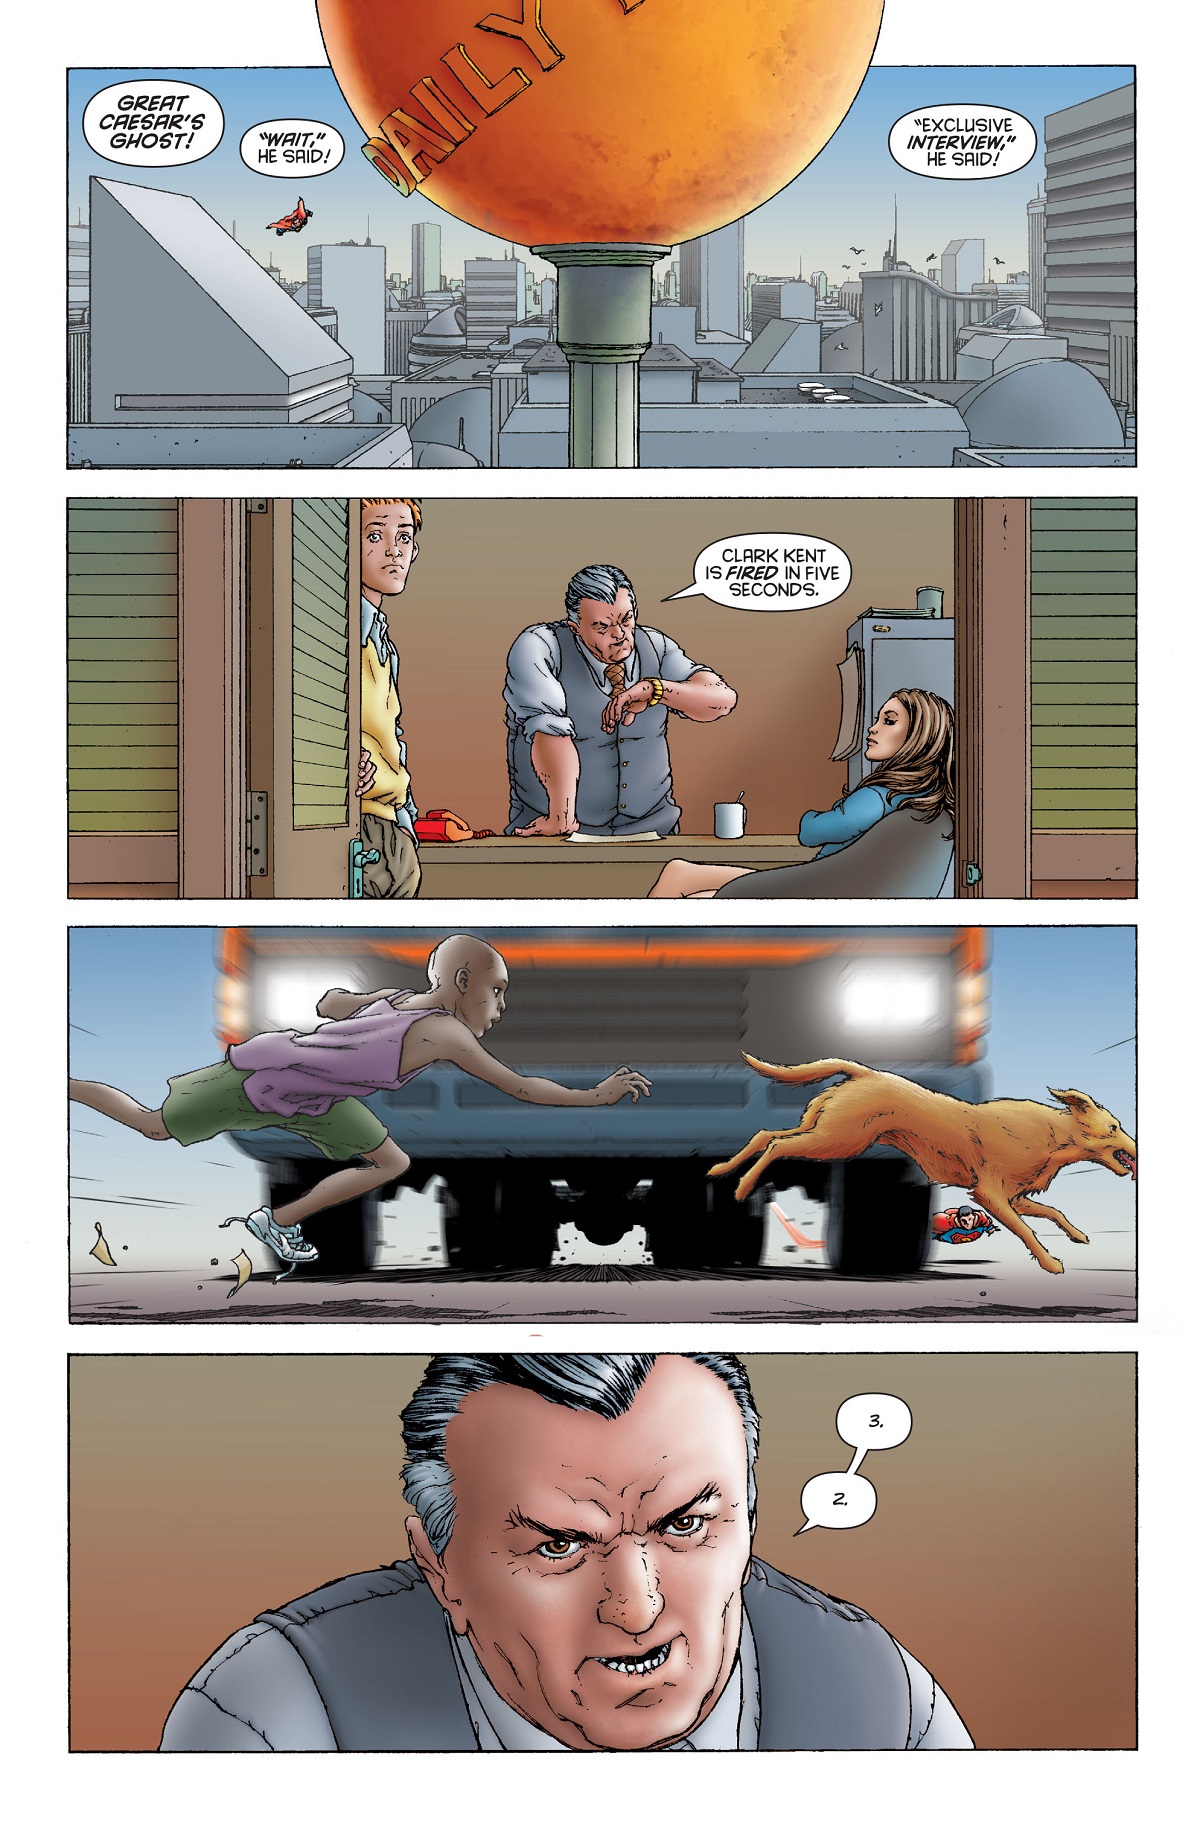 GREAT
CAESAR'S
GHOST!
"WAIT,"
HE SAID!
DAILY
"EXCLUSIVE
INTERVIEW,"
HE SAID!
CLARK KENT
IS FIRED IN FIVE
SECONDS.
3.
2.